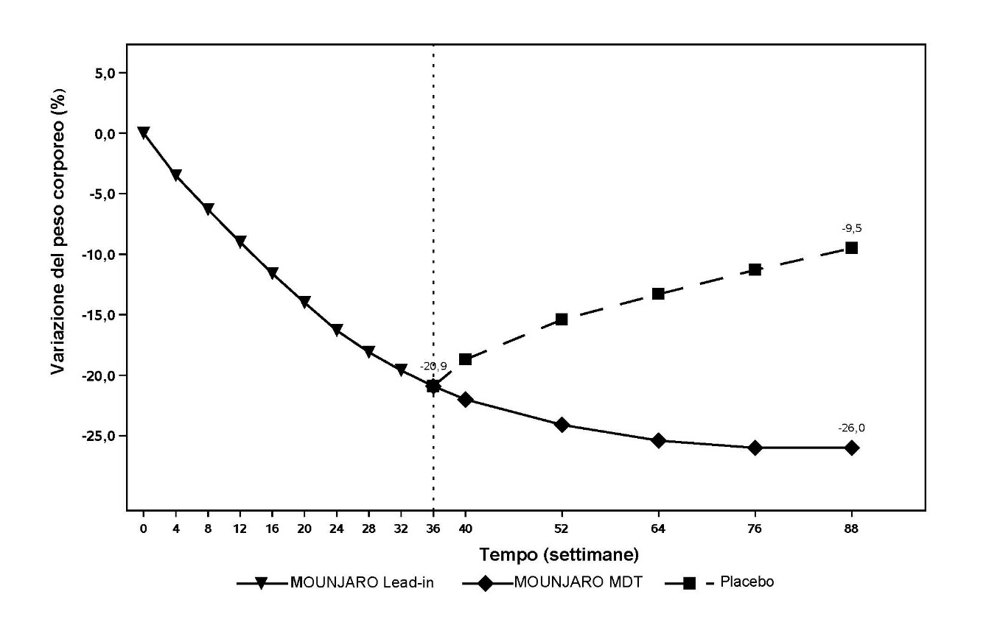 Variazione del peso corporeo (%)
5,0
0,0
-5,0
-10,0
-15,0
-20,0
-25,0
-20,9
-9,5
-26,0
0 4 8 12 16 20 24 28 32 36 40 52 64 76 88
Tempo (settimane)
MOUNJARO Lead-in MOUNJARO MDT Placebo